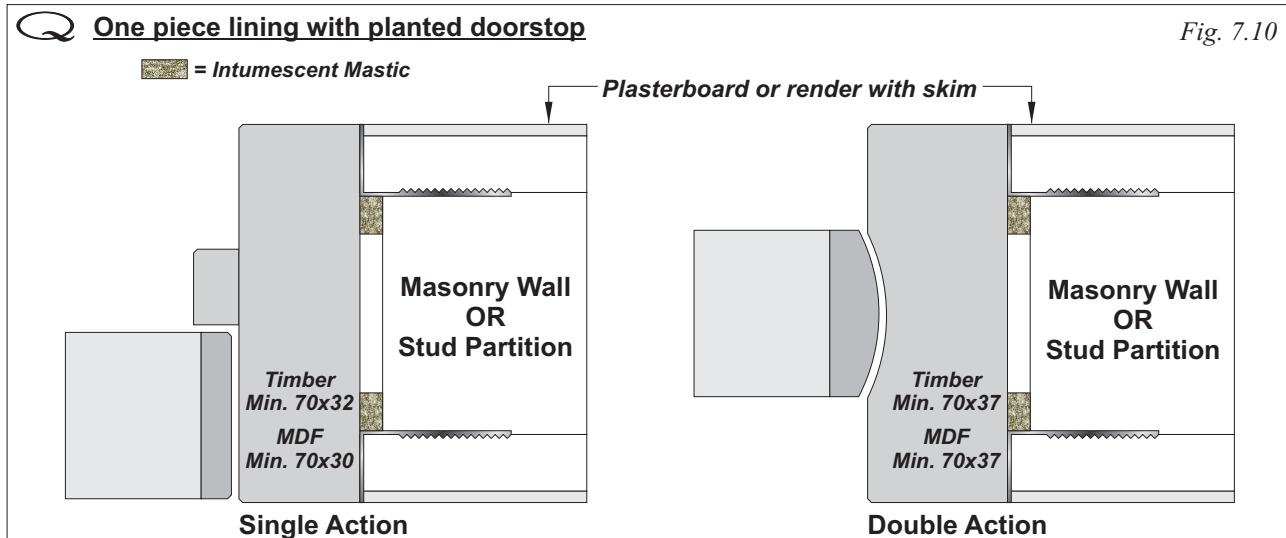 One piece lining with planted doorstop
Fig. 7.10
= Intumescent Mastic
Plasterboard or render with skim
Masonry Wall
OR
Stud Partition
Timber
Min. 70x32
MDF
Min. 70x30
Single Action
Masonry Wall
OR
Stud Partition
Timber
Min. 70x37
MDF
Min. 70x37
Double Action